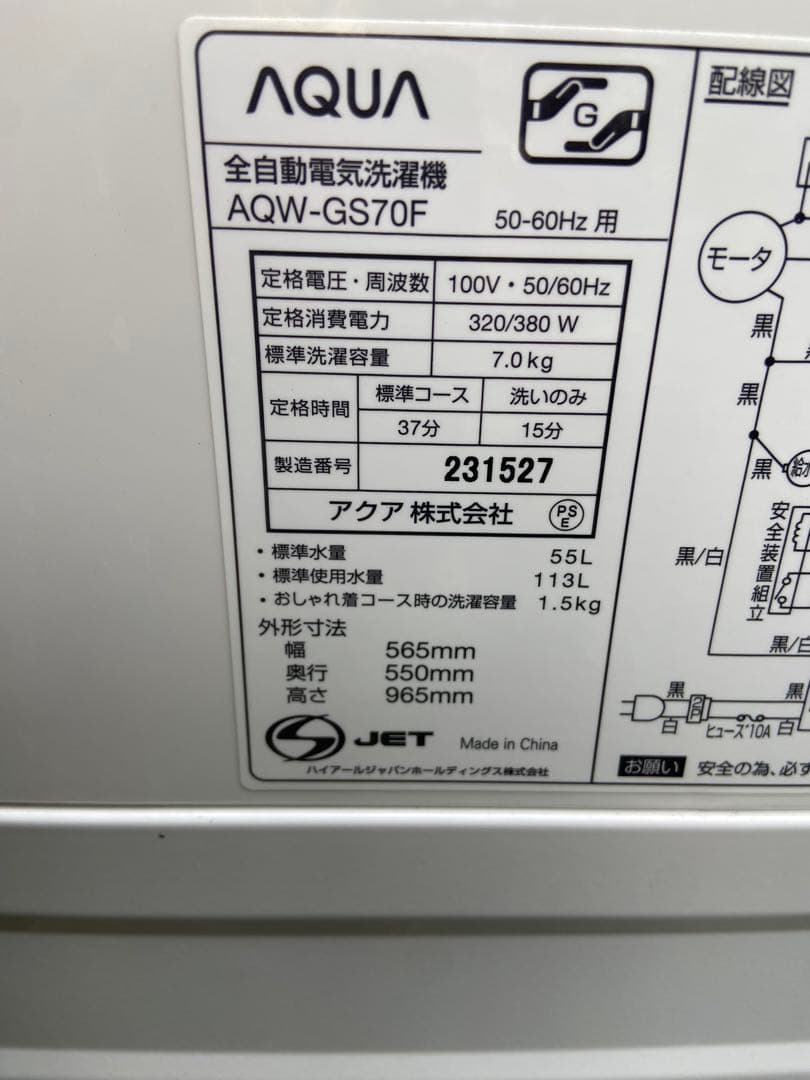 AQUA
G
全自動電気洗濯機
AQW-GS70F 50-60Hz 用
定格電圧・周波数 100V・50/60Hz
定格消費電力 320/380 W
標準洗濯容量 7.0kg
定格時間 標準コース 洗いのみ
37分 15分
製造番号 231527
アクア 株式会社 PSE
・標準水量 55L
・標準使用水量 113L
・おしゃれ着コース時の洗濯容量 1.5kg
外形寸法
幅 565mm
奥行 550mm
高さ 965mm
JET Made in China
ハイアールジャパンホールディングス株式会社
配線図
モータ
黒
黒
黒 給水
安全装置組立
黒/白
黒/白
黒 2P 黒
白 ヒューズ10A 白
お願い 安全の為、必ず